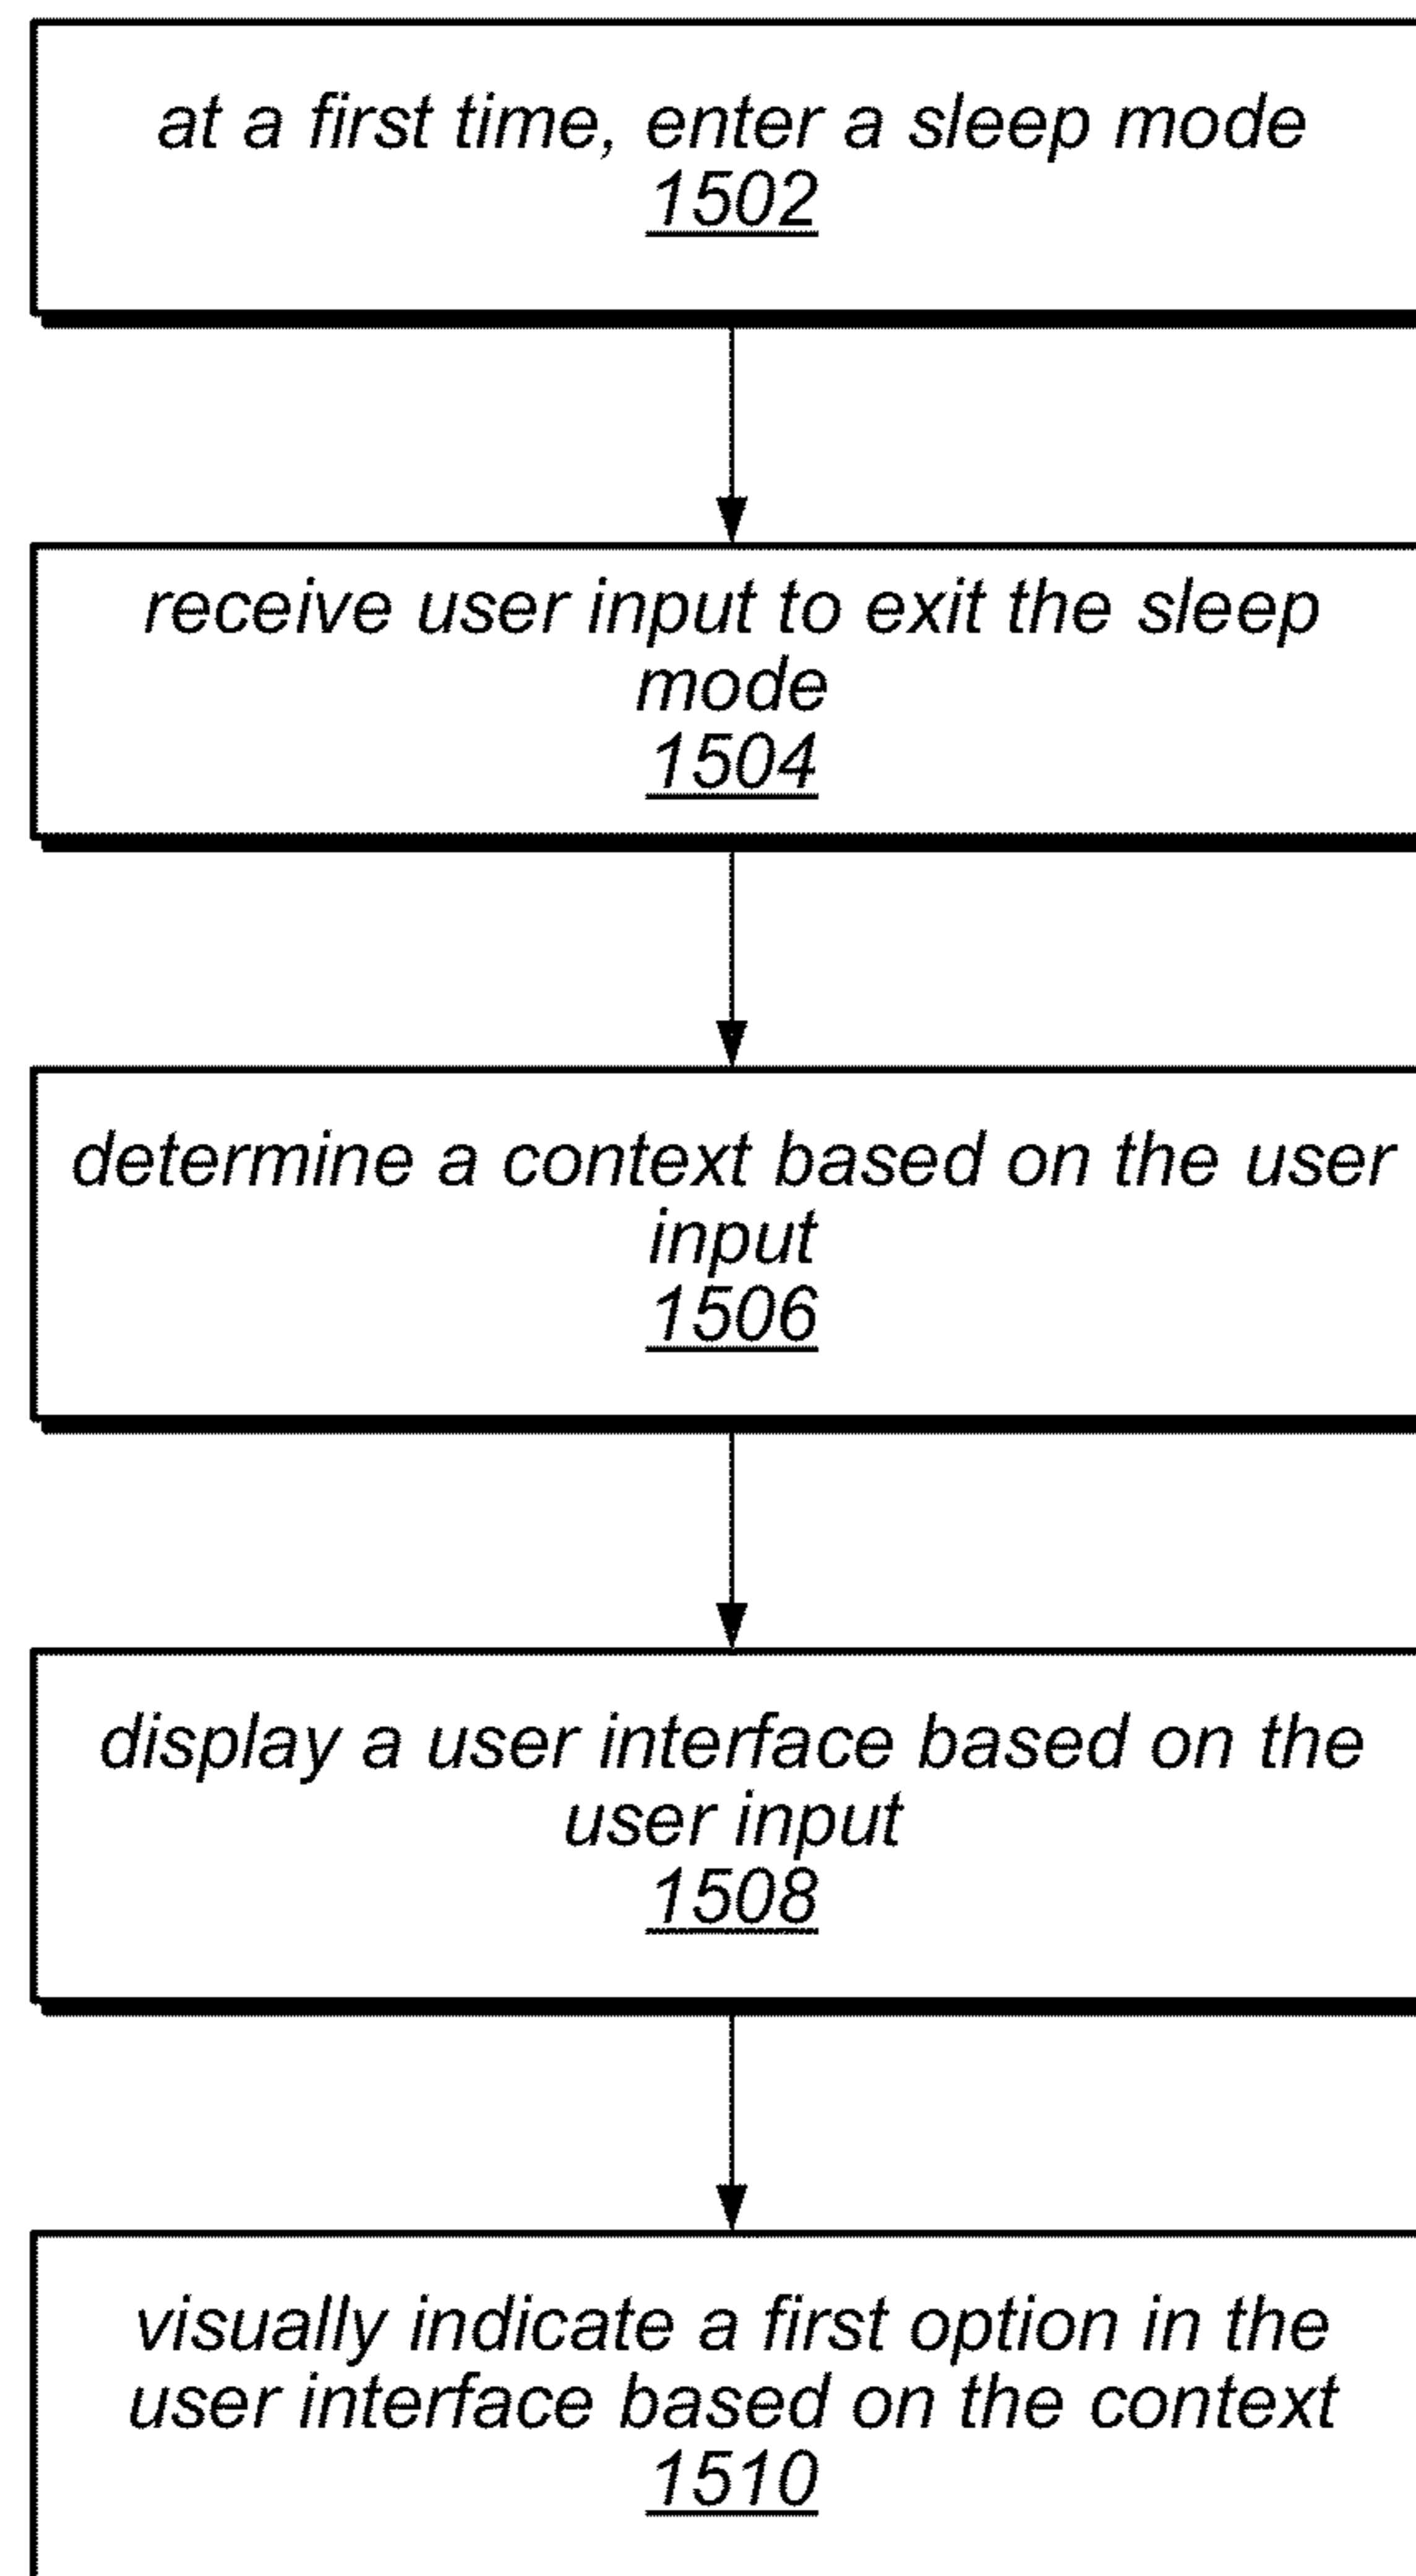 at a first time, enter a sleep mode
1502
receive user input to exit the sleep
mode
1504
determine a context based on the user
input
1506
display a user interface based on the
user input
1508
visually indicate a first option in the
user interface based on the context
1510